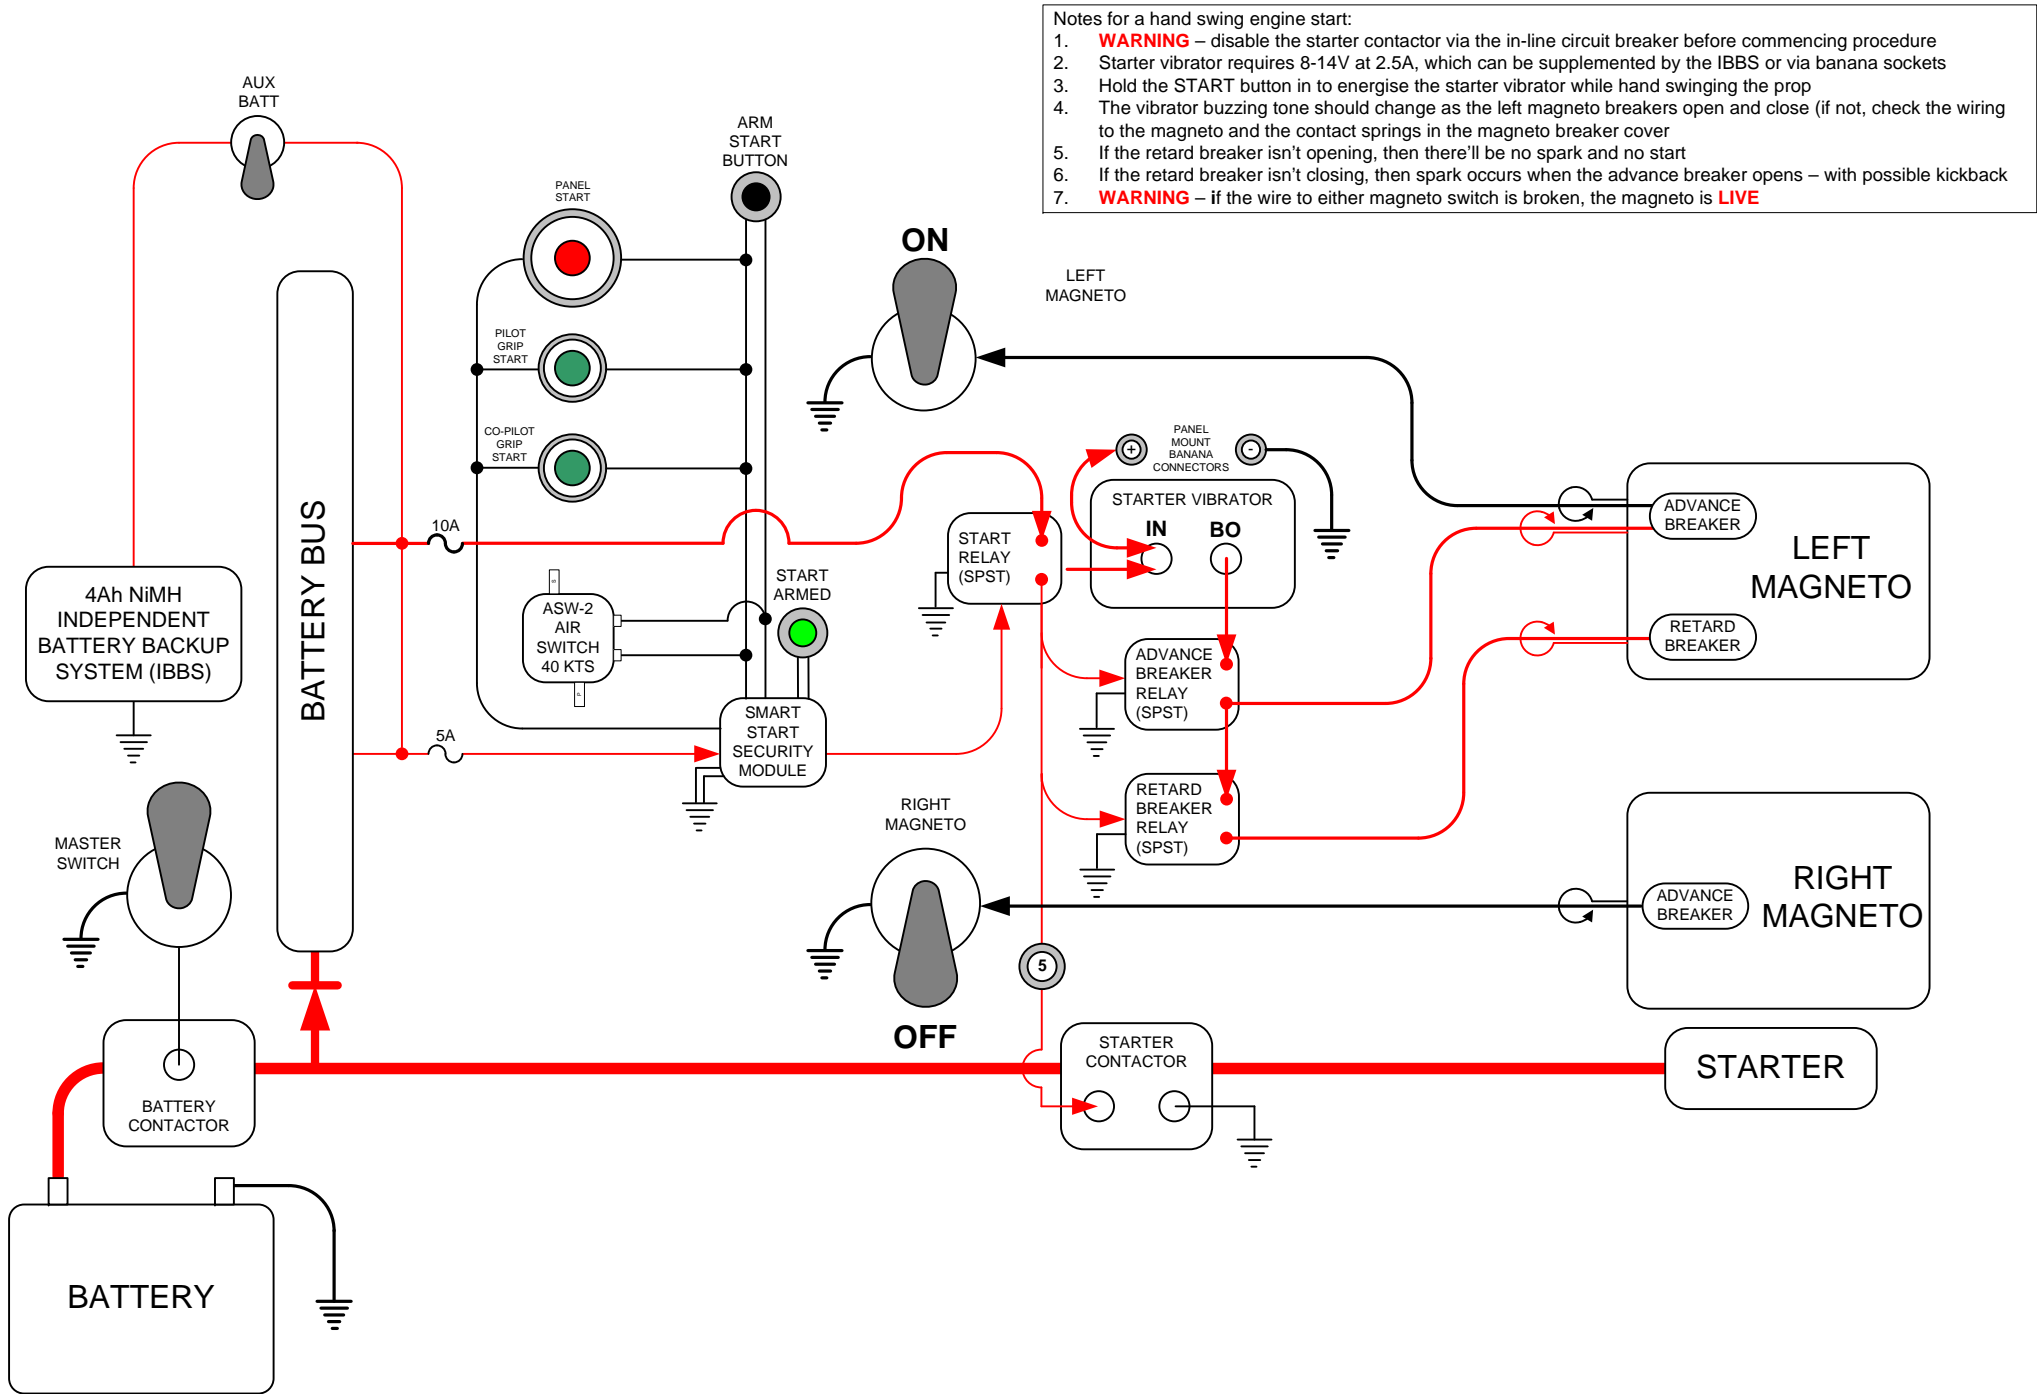 Notes for a hand swing engine start:
1. WARNING – disable the starter contactor via the in-line circuit breaker before commencing procedure
2. Starter vibrator requires 8-14V at 2.5A, which can be supplemented by the IBBS or via banana sockets
3. Hold the START button in to energise the starter vibrator while hand swinging the prop
4. The vibrator buzzing tone should change as the left magneto breakers open and close (if not, check the wiring
to the magneto and the contact springs in the magneto breaker cover
5. If the retard breaker isn't opening, then there'll be no spark and no start
6. If the retard breaker isn't closing, then spark occurs when the advance breaker opens – with possible kickback
7. WARNING – if the wire to either magneto switch is broken, the magneto is LIVE
AUX
BATT
ARM
START
BUTTON
PANEL
START
PILOT
GRIP
START
CO-PILOT
GRIP
START
ON
LEFT
MAGNETO
PANEL
MOUNT
BANANA
CONNECTORS
+
-
STARTER VIBRATOR
IN
BO
10A
START
RELAY
(SPST)
ADVANCE
BREAKER
LEFT
MAGNETO
RETARD
BREAKER
4Ah NiMH
INDEPENDENT
BATTERY BACKUP
SYSTEM (IBBS)
BATTERY BUS
S
ASW-2
AIR
SWITCH
40 KTS
P
START
ARMED
ADVANCE
BREAKER
RELAY
(SPST)
5A
SMART
START
SECURITY
MODULE
RETARD
BREAKER
RELAY
(SPST)
MASTER
SWITCH
RIGHT
MAGNETO
OFF
5
ADVANCE
BREAKER
RIGHT
MAGNETO
BATTERY
CONTACTOR
STARTER
CONTACTOR
STARTER
BATTERY